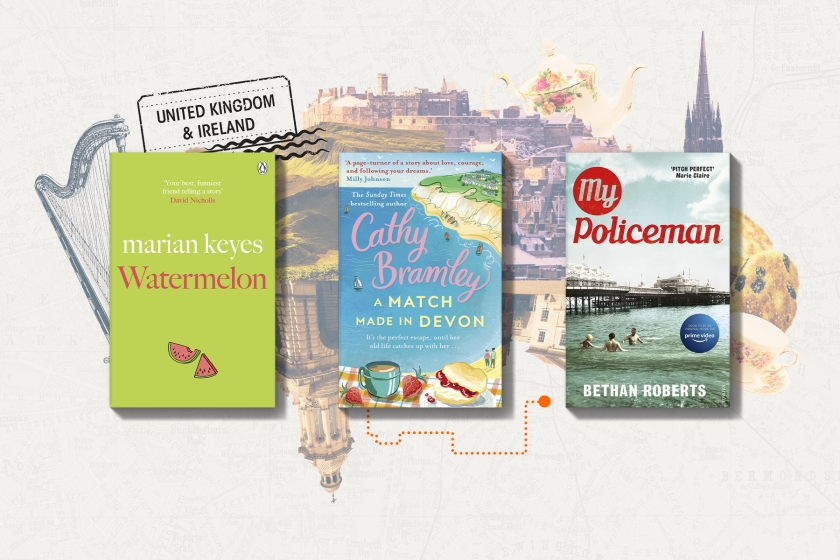 UNITED KINGDOM
& IRELAND
'Your best, funniest
friend telling a story'
David Nicholls
marian keyes
Watermelon
'A page-turner of a story about love, courage,
and following your dreams.'
Milly Johnson
The Sunday Times
bestselling author
Cathy
Bramley
A MATCH
MADE IN DEVON
It's the perfect escape, until her
old life catches up with her . . .
'PITCH PERFECT'
Marie Claire
My
Policeman
prime video
BETHAN ROBERTS